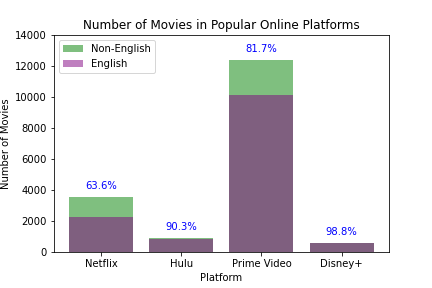 Number of Movies in Popular Online Platforms
14000
12000
10000
8000
6000
4000
2000
0
Number of Movies
Non-English
English
63.6%
90.3%
81.7%
98.8%
Netflix
Hulu
Prime Video
Disney+
Platform